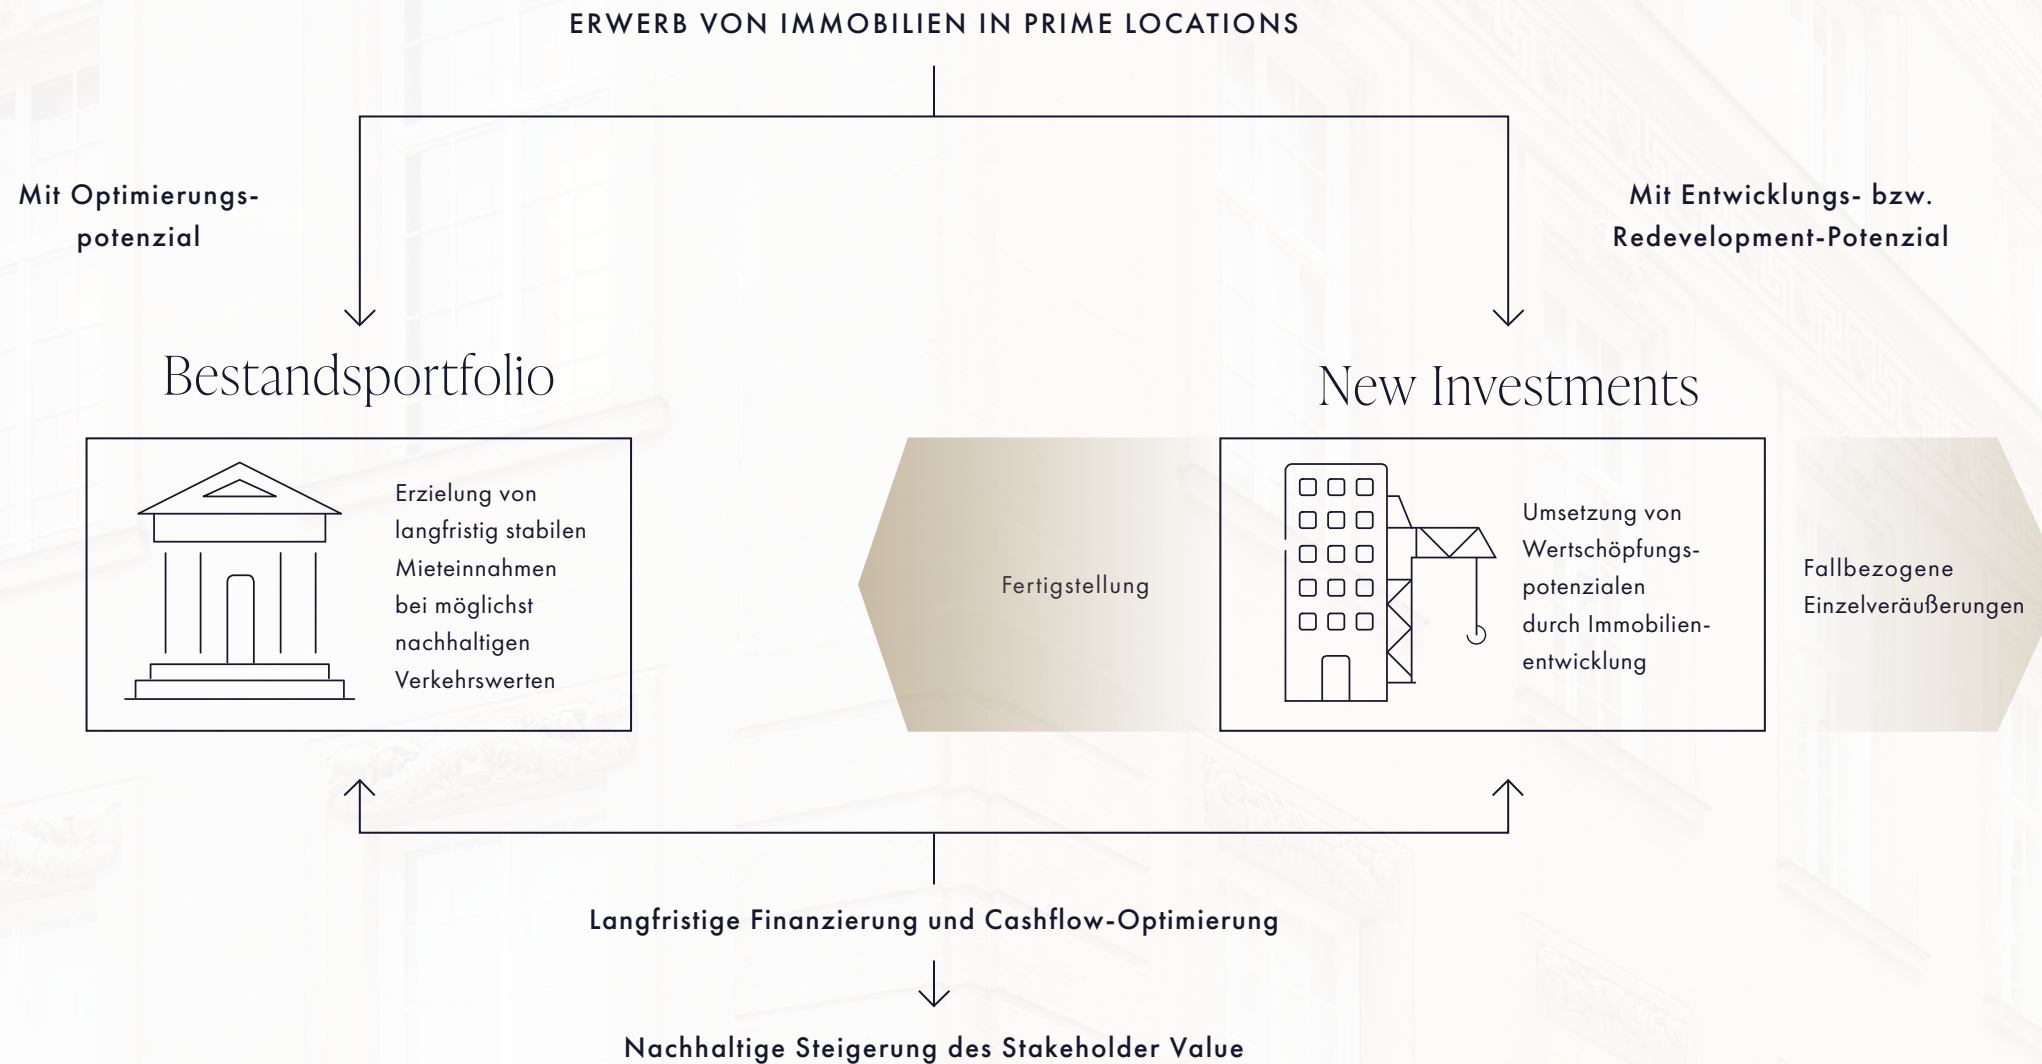 ERWERB VON IMMOBILIEN IN PRIME LOCATIONS
Mit Optimierungs-
potenzial
Mit Entwicklungs- bzw.
Redevelopment-Potenzial
Bestandsportfolio
Erzielung von
langfristig stabilen
Mieteinnahmen
bei möglichst
nachhaltigen
Verkehrswerten
Fertigstellung
New Investments
Umsetzung von
Wertschöpfungs-
potenzialen
durch Immobilien-
entwicklung
Fallbezogene
Einzelveräußerungen
Langfristige Finanzierung und Cashflow-Optimierung
Nachhaltige Steigerung des Stakeholder Value